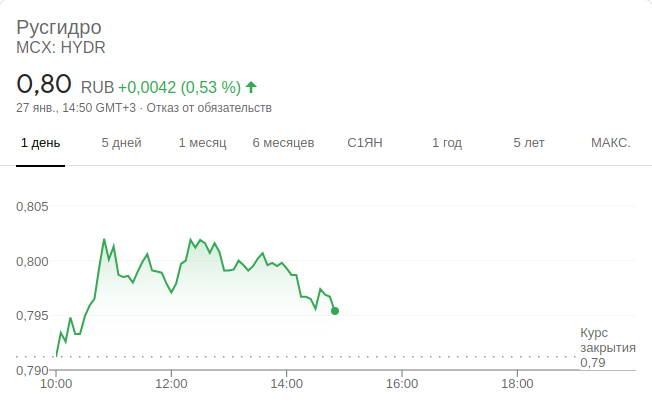 Русгидро
MCX: HYDR
0,80 RUB +0,0042 (0,53 %)
27 янв., 14:50 GMT+3 · Отказ от обязательств
1 день 5 дней 1 месяц 6 месяцев С1ЯН 1 год 5 лет МАКС.
0,805
0,800
0,795
Курс
закрытия
0,79
0,790
10:00 12:00 14:00 16:00 18:00